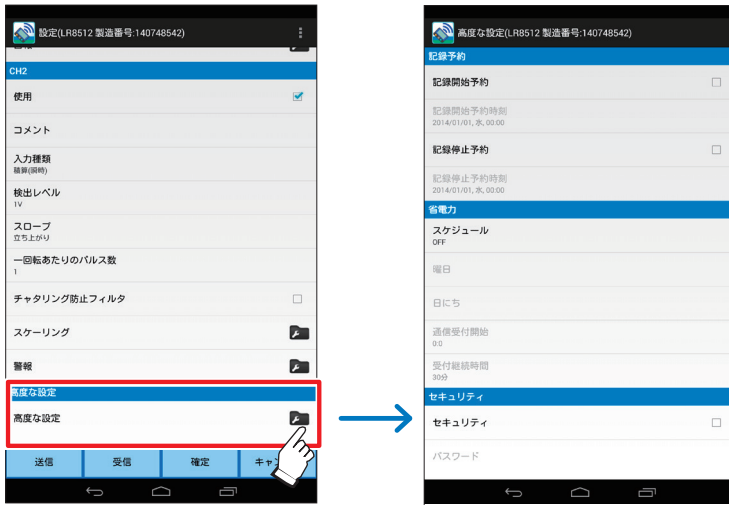 設定(LR8512 製造番号:140748542)
CH2
使用
コメント
入力種類
積算(瞬時)
検出レベル
1V
スロープ
立ち上がり
一回転あたりのパルス数
1
チャタリング防止フィルタ
スケーリング
警報
高度な設定
高度な設定
送信
受信
確定
キャン
高度な設定(LR8512 製造番号:140748542)
記録予約
記録開始予約
記録開始予約時刻
2014/01/01, 水, 00:00
記録停止予約
記録停止予約時刻
2014/01/01, 水, 00:00
省電力
スケジュール
OFF
曜日
日にち
通信受付開始
0:0
受付継続時間
30分
セキュリティ
セキュリティ
パスワード